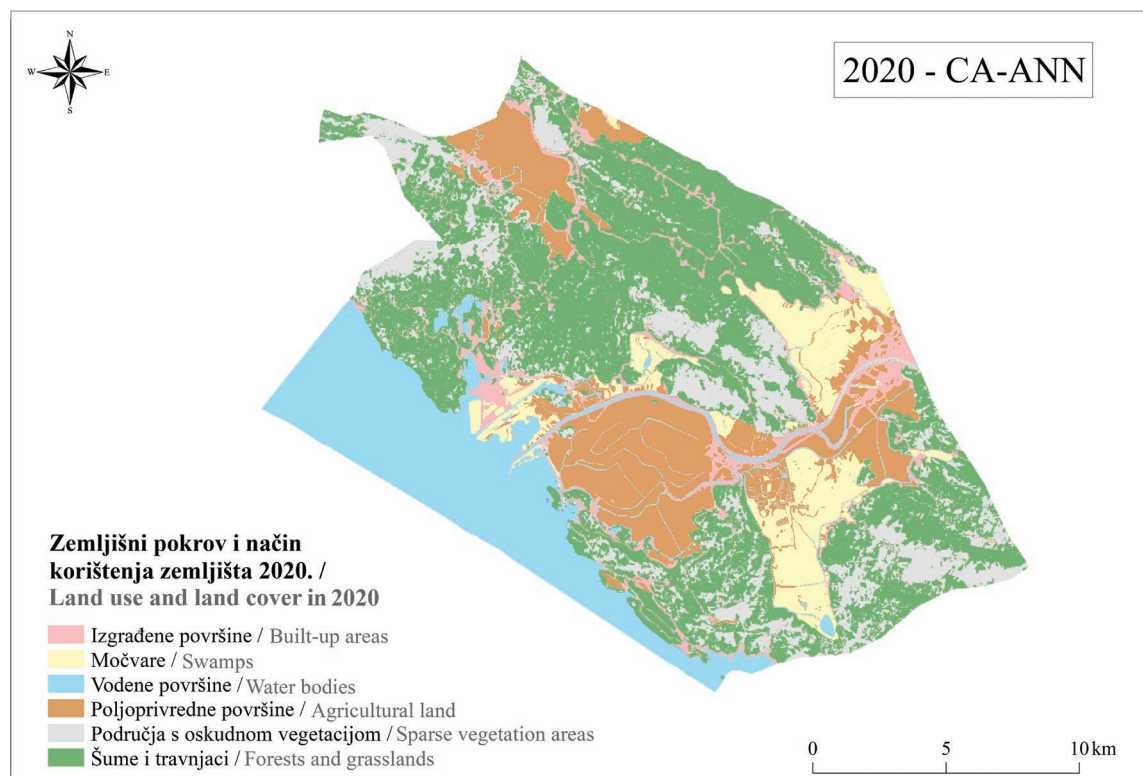 N
W E
S
2020 - CA-ANN
Zemljišni pokrov i način
korištenja zemljišta 2020. /
Land use and land cover in 2020
Izgrađene površine / Built-up areas
Močvare / Swamps
Vodene površine / Water bodies
Poljoprivredne površine / Agricultural land
Područja s oskudnom vegetacijom / Sparse vegetation areas
Šume i travnjaci / Forests and grasslands
0 5 10 km